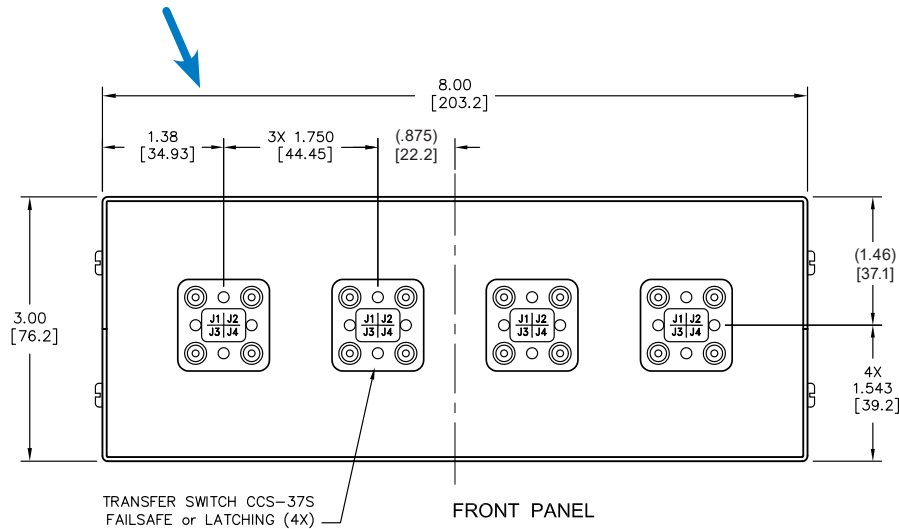 8.00
[203.2]
1.38
[34.93]
3X 1.750
[44.45]
(.875)
[22.2]
(1.46)
[37.1]
3.00
[76.2]
J1 J2
J3 J4
J1 J2
J3 J4
J1 J2
J3 J4
J1 J2
J3 J4
4X
1.543
[39.2]
TRANSFER SWITCH CCS-37S
FAILSAFE or LATCHING (4X)
FRONT PANEL